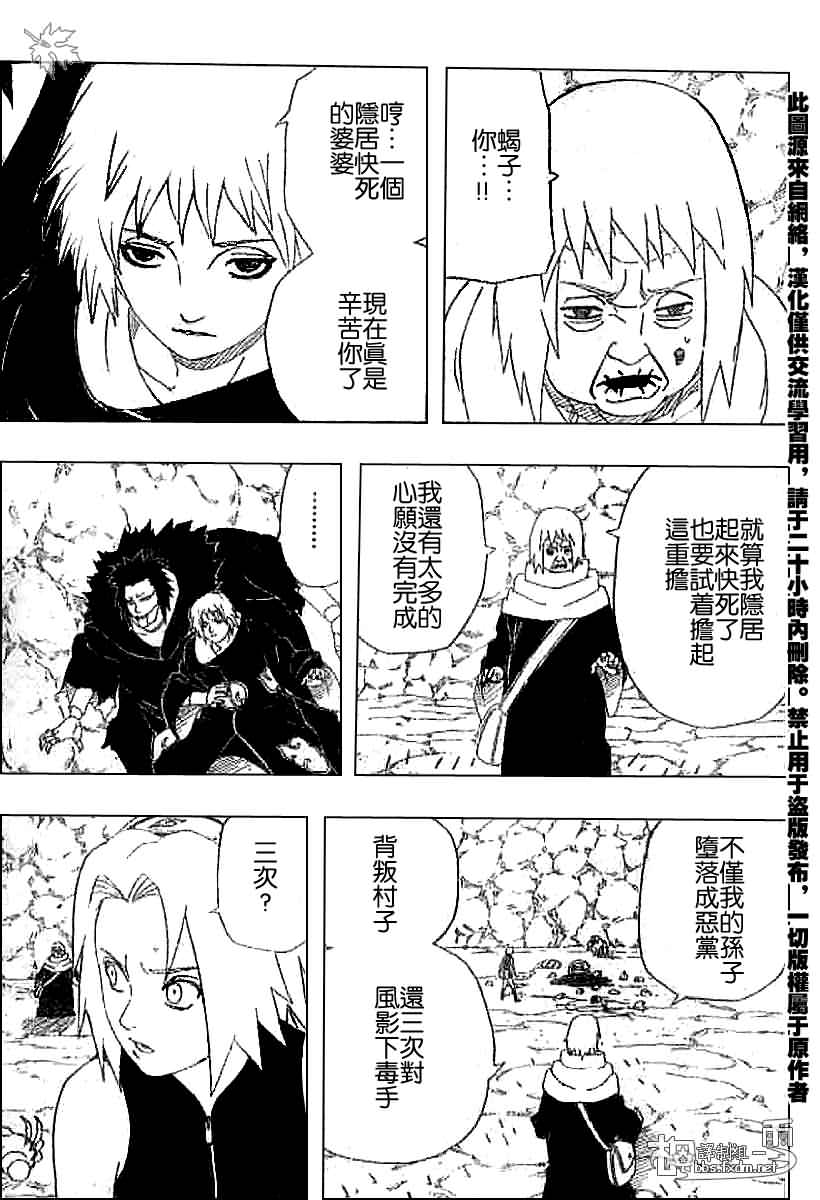 蝎子…
你…!!
哼…一個
隱居快死
的婆婆
現在眞是
辛苦你了
就算我隱居
起來快死了
也要試着擔起
這重擔
我還有太多的
心願沒有完成
………
不僅我的孫子
墮落成惡黨
背叛村子
還三次對
風影下毒手
三次？
此圖源來自網絡，漢化僅供交流學習用，請于二十小時內刪除。禁止用于盜版發布，一切版權屬于原作者
譯制組
bbs.fxdm.net